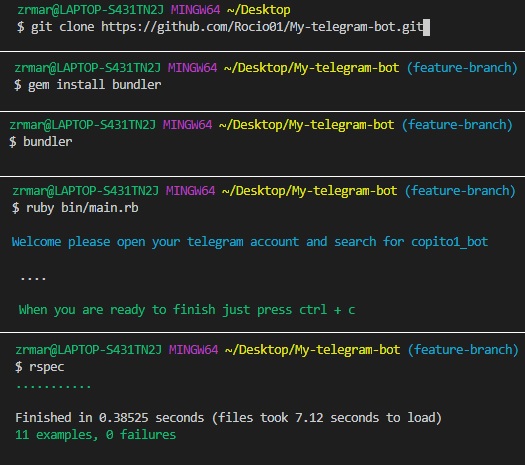 zrmar@LAPTOP-S431TN2J MINGW64 ~/Desktop
$ git clone https://github.com/Rocio01/My-telegram-bot.git
zrmar@LAPTOP-S431TN2J MINGW64 ~/Desktop/My-telegram-bot (feature-branch)
$ gem install bundler
zrmar@LAPTOP-S431TN2J MINGW64 ~/Desktop/My-telegram-bot (feature-branch)
$ bundler
zrmar@LAPTOP-S431TN2J MINGW64 ~/Desktop/My-telegram-bot (feature-branch)
$ ruby bin/main.rb
Welcome please open your telegram account and search for copito1_bot
....
When you are ready to finish just press ctrl + c
zrmar@LAPTOP-S431TN2J MINGW64 ~/Desktop/My-telegram-bot (feature-branch)
$ rspec
...........
Finished in 0.38525 seconds (files took 7.12 seconds to load)
11 examples, 0 failures